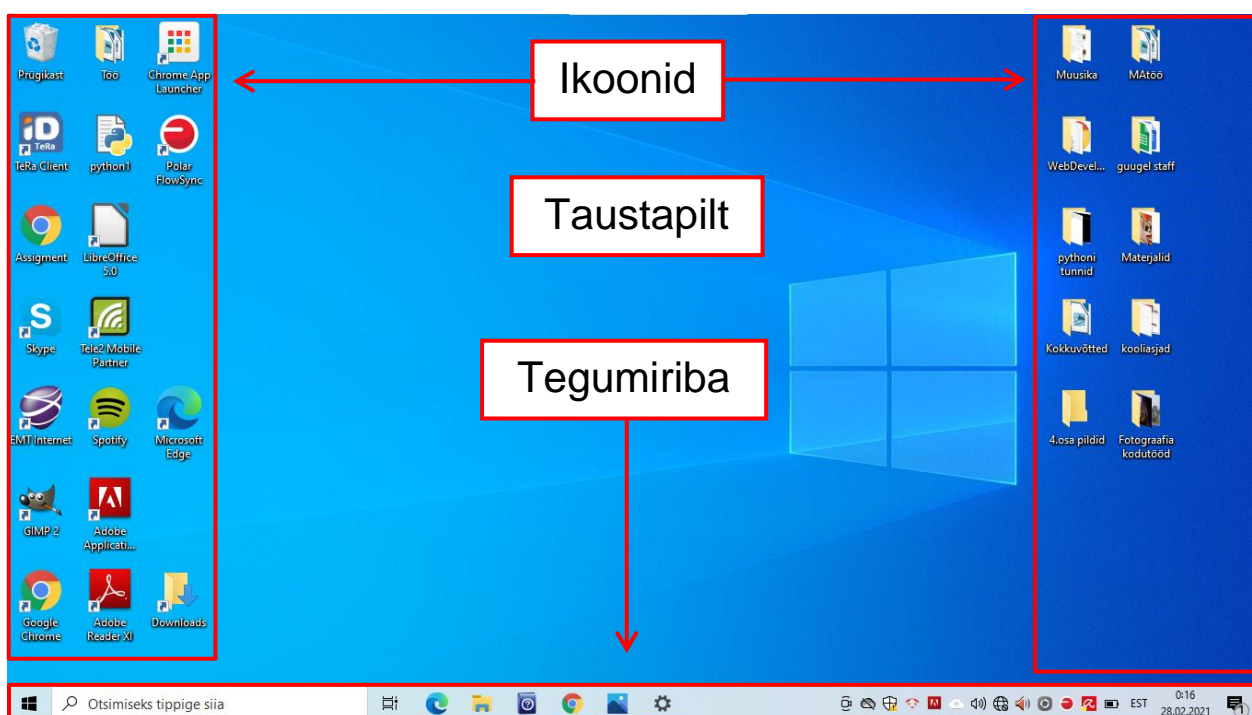 Prügikast
Töö
Chrome App
Launcher
Ikoonid
Muusika
MAtöö
iD
TeRa
TeRa Client
python1
Polar
FlowSync
WebDevel...
guugel staff
Taustapilt
Assigment
LibreOffice
5.0
pythoni
tunnid
Materjalid
S
Skype
Tele2 Mobile
Partner
Kokkuvõtted
kooliasjad
Tegumiriba
EMT Internet
Spotify
Microsoft
Edge
4.osa pildid
Fotograafia
kodutööd
GIMP 2
Adobe
Applicati...
Google
Chrome
Adobe
Reader XI
Downloads
Otsimiseks tippige siia
EST
0:16
28.02.2021
1